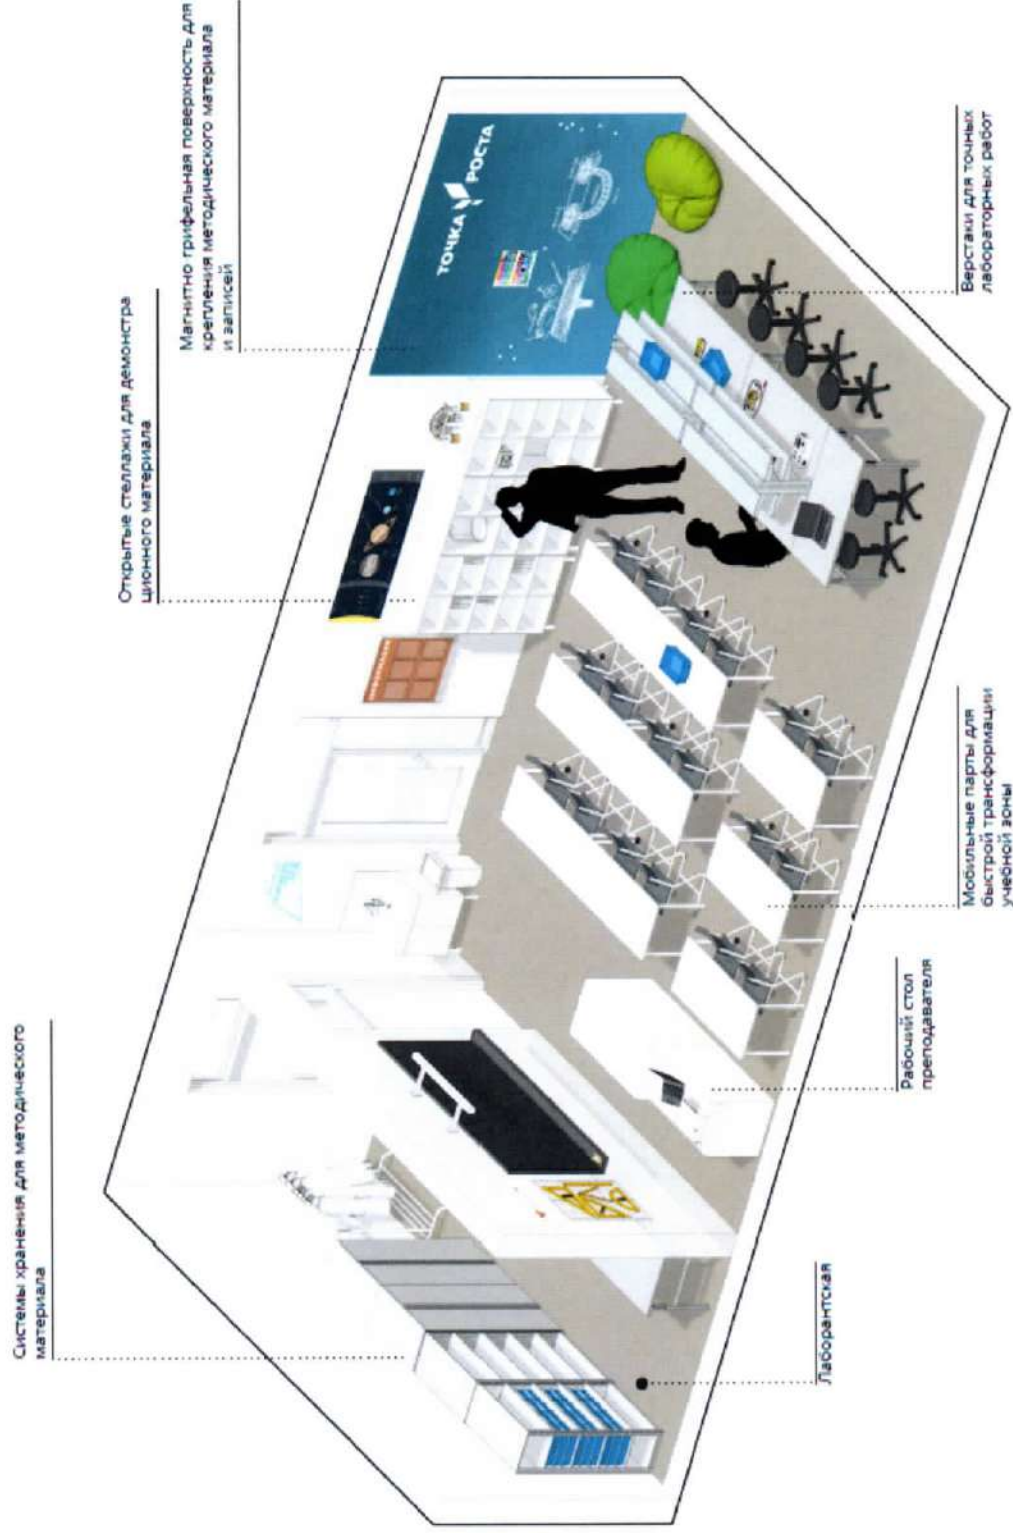 Системы хранения для методического
материала
Открытые стеллажи для демонстра
ционного материала
Магнитно грифельная поверхность для
крепления методического материала
и записей
ТОЧКА РОСТА
Лаборантская
Рабочий стол
преподавателя
Мобильные парты для
быстрой трансформации
учебной зоны
Верстаки для точных
лабораторных работ